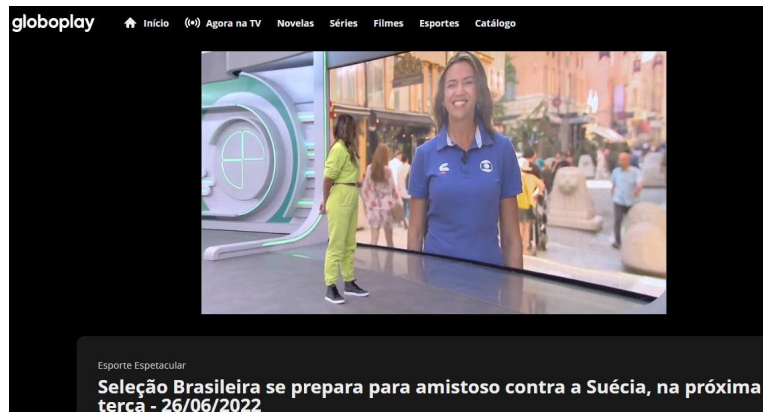 globoplay Início Agora na TV Novelas Séries Filmes Esportes Catálogo
Esporte Espetacular
Seleção Brasileira se prepara para amistoso contra a Suécia, na próxima
terça - 26/06/2022